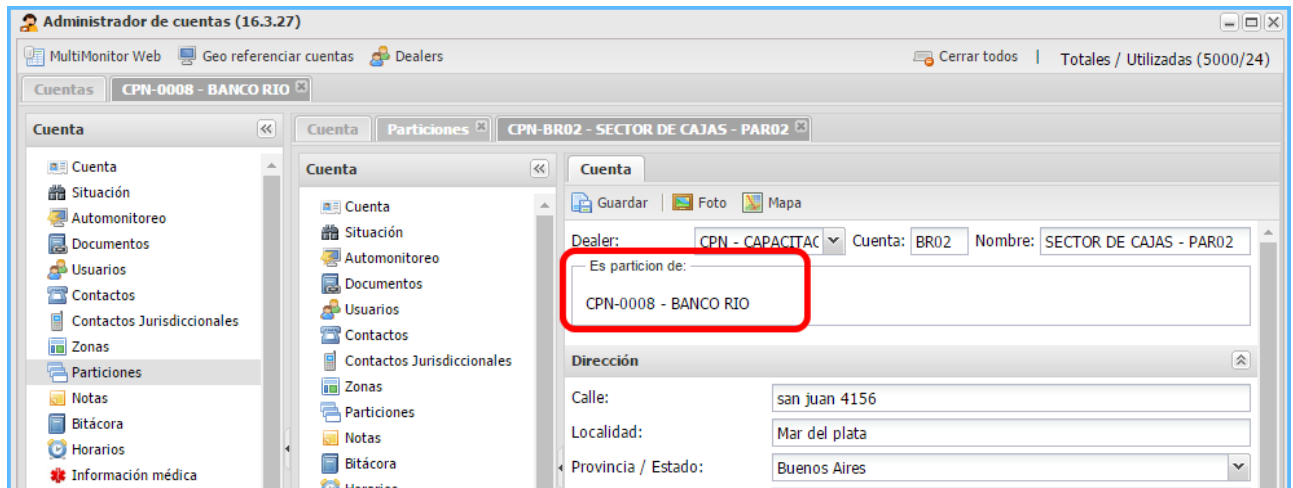 Administrador de cuentas (16.3.27)
MultiMonitor Web Geo referenciar cuentas Dealers Cerrar todos | Totales / Utilizadas (5000/24)
Cuentas CPN-0008 - BANCO RIO
Cuenta
Cuenta
Situación
Automonitoreo
Documentos
Usuarios
Contactos
Contactos Jurisdiccionales
Zonas
Particiones
Notas
Bitácora
Horarios
Información médica
Cuenta Particiones CPN-BR02 - SECTOR DE CAJAS - PAR02
Cuenta
Cuenta
Situación
Automonitoreo
Documentos
Usuarios
Contactos
Contactos Jurisdiccionales
Zonas
Particiones
Notas
Bitácora
Horarios
Cuenta
Guardar Foto Mapa
Dealer: CPN - CAPACITAC Cuenta: BR02 Nombre: SECTOR DE CAJAS - PAR02
Es particion de:
CPN-0008 - BANCO RIO
Dirección
Calle: san juan 4156
Localidad: Mar del plata
Provincia / Estado: Buenos Aires